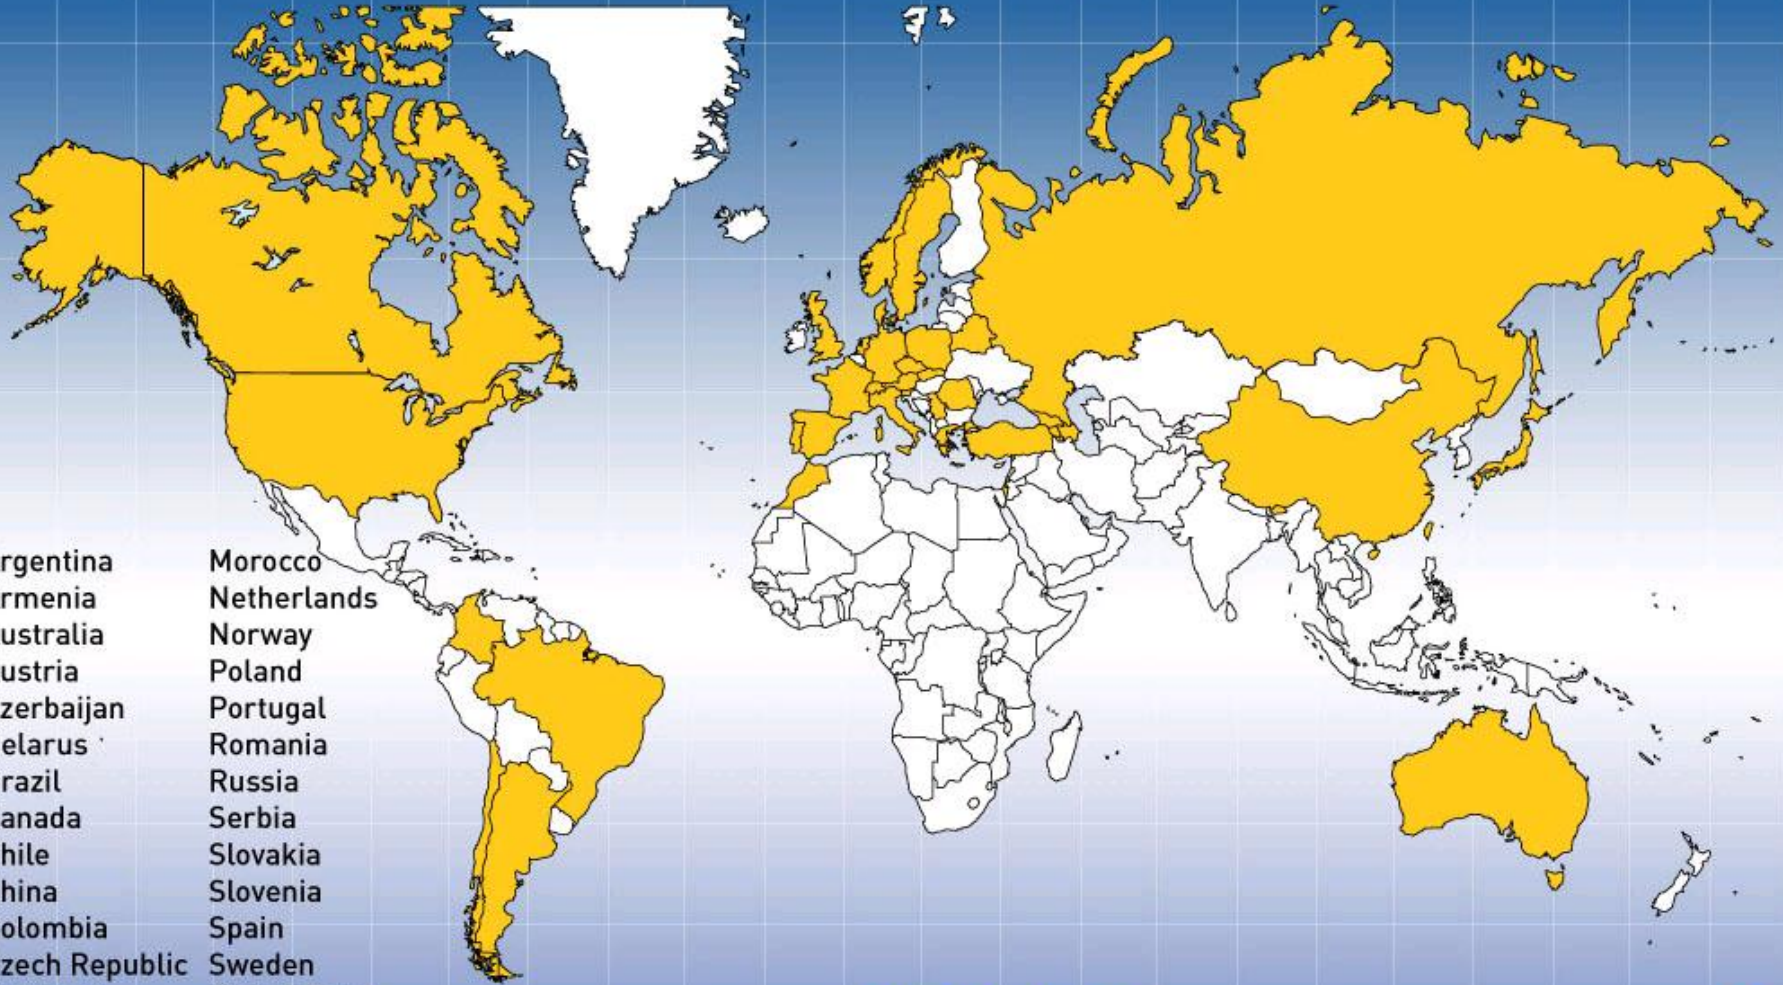 rgentina
rmenia
ustralia
ustria
zerbaijan
elarus
razil
anada
hile
hina
olombia
zech Republic
Morocco
Netherlands
Norway
Poland
Portugal
Romania
Russia
Serbia
Slovakia
Slovenia
Spain
Sweden